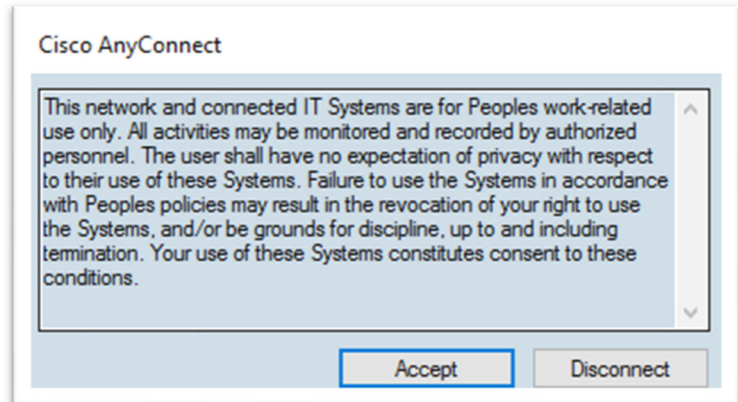 Cisco AnyConnect
This network and connected IT Systems are for Peoples work-related
use only. All activities may be monitored and recorded by authorized
personnel. The user shall have no expectation of privacy with respect
to their use of these Systems. Failure to use the Systems in accordance
with Peoples policies may result in the revocation of your right to use
the Systems, and/or be grounds for discipline, up to and including
termination. Your use of these Systems constitutes consent to these
conditions.
Accept Disconnect